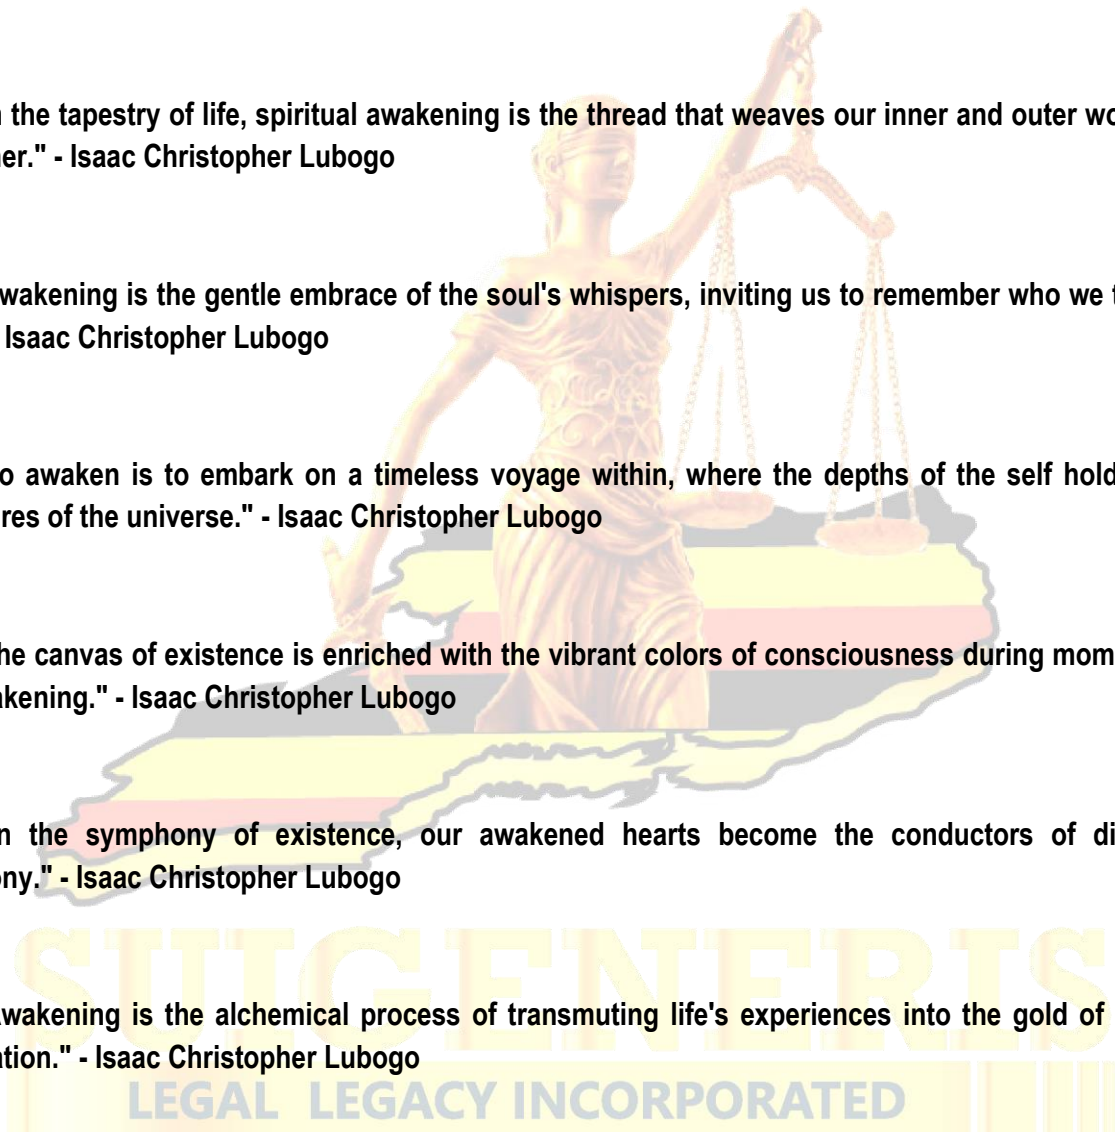 the tapestry of life, spiritual awakening is the thread that weaves our inner and outer
er." - Isaac Christopher Lubogo
wakening is the gentle embrace of the soul's whispers, inviting us to remember who we
Isaac Christopher Lubogo
o awaken is to embark on a timeless voyage within, where the depths of the self hold
res of the universe." - Isaac Christopher Lubogo
he canvas of existence is enriched with the vibrant colors of consciousness during mom
kening." - Isaac Christopher Lubogo
n the symphony of existence, our awakened hearts become the conductors of di
ony." - Isaac Christopher Lubogo
wakening is the alchemical process of transmuting life's experiences into the gold of
ation." - Isaac Christopher Lubogo
SUIGENERIS
LEGAL LEGACY INCORPORATED